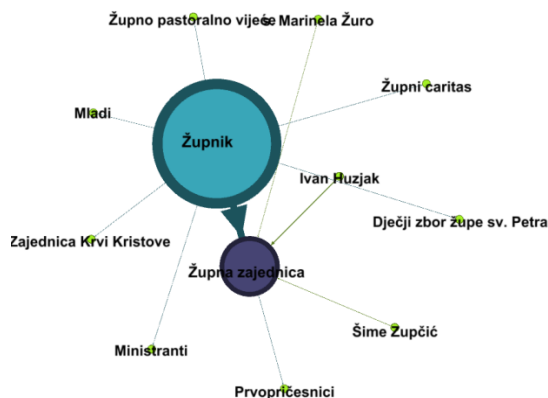 Župno pastoralno vijeće
s. Marinela Žuro
Župni caritas
Mladi
Župnik
Ivan Huzjak
Dječji zbor župe sv. Petra
Zajednica Krvi Kristove
Župna zajednica
Šime Zupčić
Ministranti
Prvopričesnici